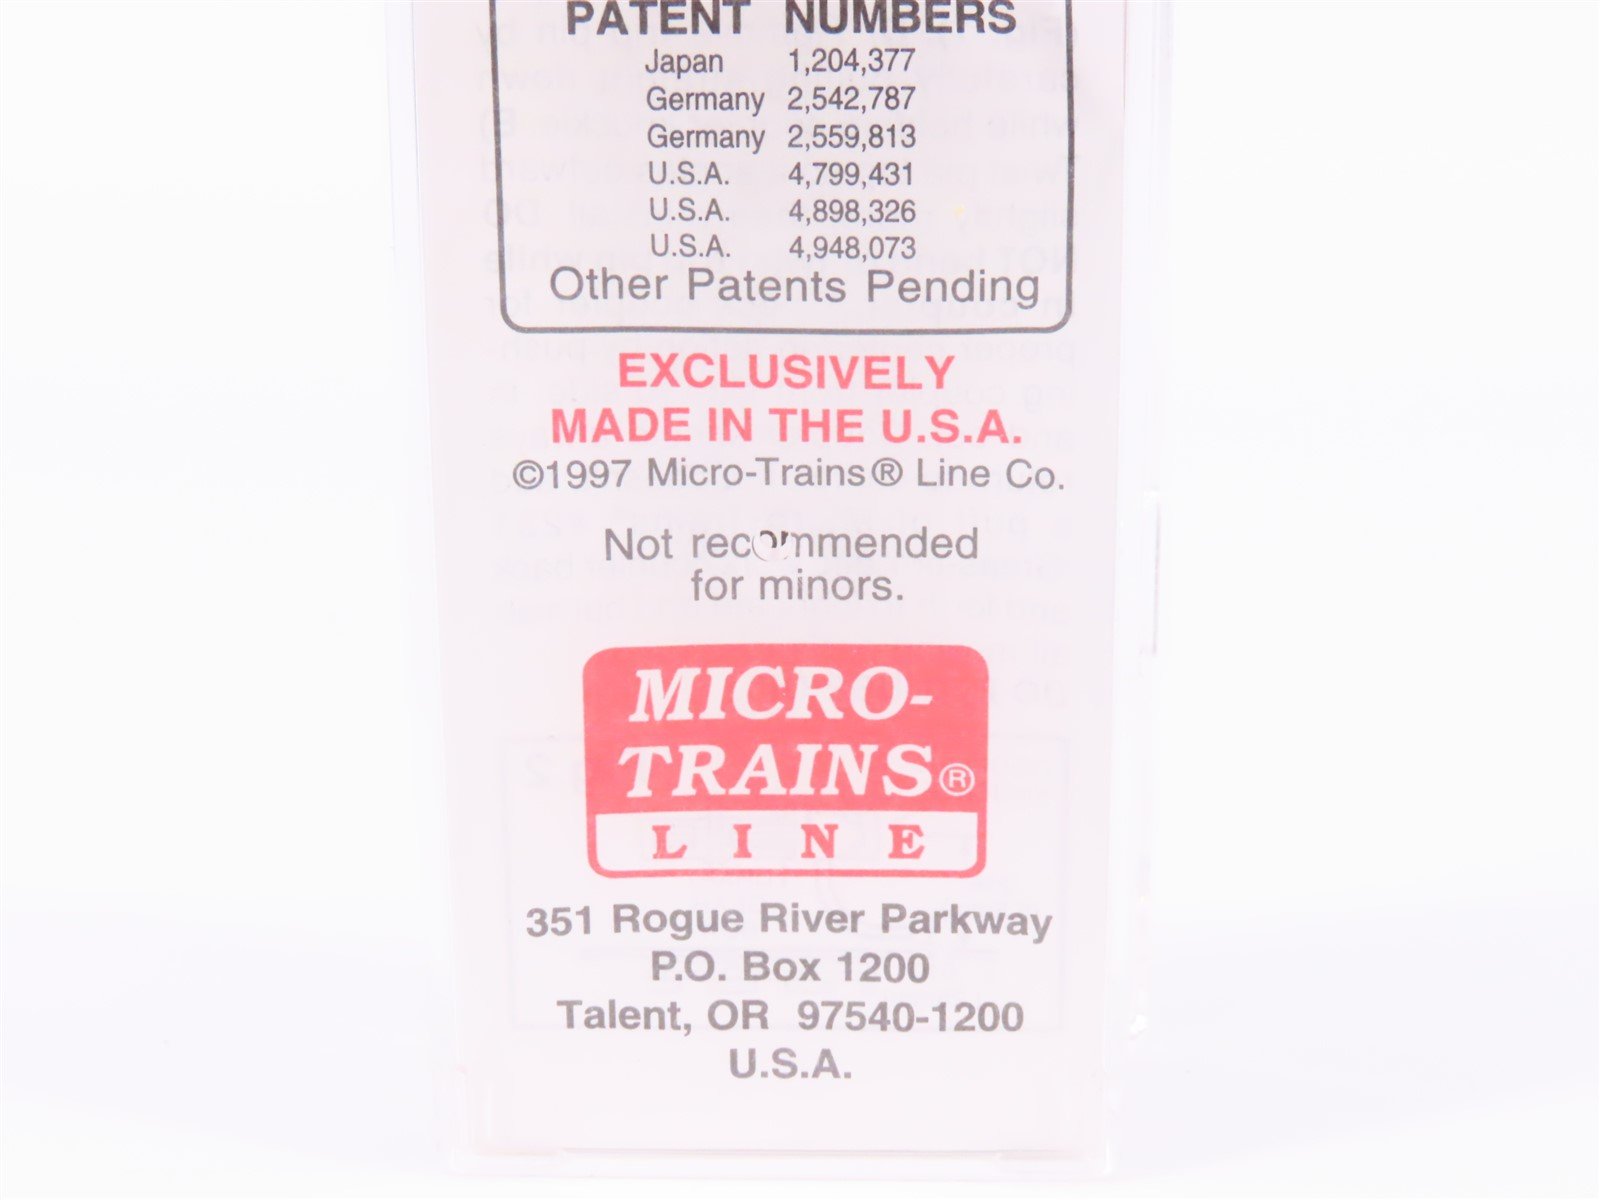 PATENT NUMBERS
Japan 1,204,377
Germany 2,542,787
Germany 2,559,813
U.S.A. 4,799,431
U.S.A. 4,898,326
U.S.A. 4,948,073
Other Patents Pending
EXCLUSIVELY
MADE IN THE U.S.A.
©1997 Micro-Trains® Line Co.
Not recommended
for minors.
MICRO-
TRAINS®
LINE
351 Rogue River Parkway
P.O. Box 1200
Talent, OR 97540-1200
U.S.A.